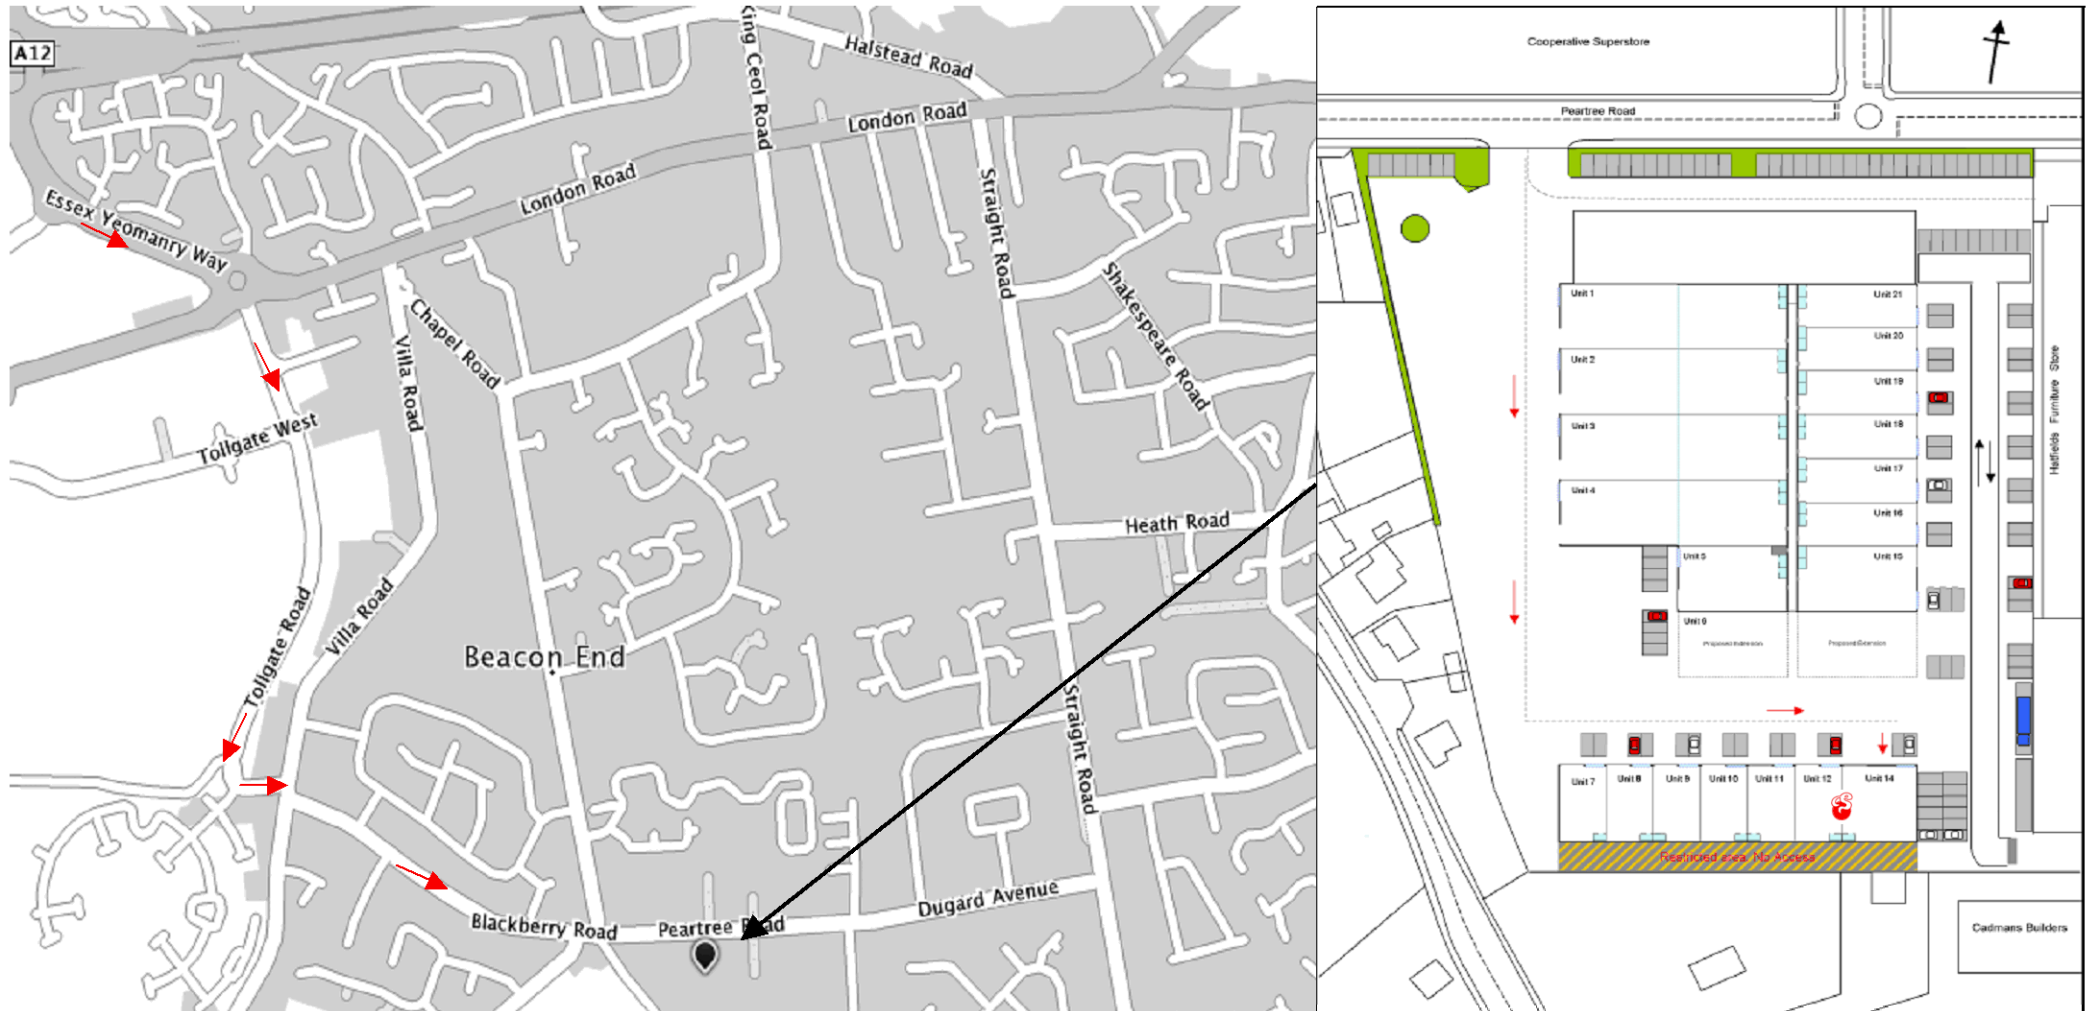 A12
King Ceol Road
Halstead Road
London Road
London Road
Essex Yeomanry Way
Straight Road
Shakespeare Road
Chapel Road
Villa Road
Tollgate West
Heath Road
Tollgate Road
Villa Road
Beacon End
Straight Road
Dugard Avenue
Blackberry Road
Peartree Road
Cooperative Superstore
Peartree Road
Unit 1
Unit 21
Unit 20
Unit 2
Unit 19
Unit 3
Unit 18
Unit 17
Unit 4
Unit 16
Unit 5
Unit 15
Unit 6
Proposed Extension
Proposed Extension
Hatfields Furniture Store
Unit 7
Unit 8
Unit 9
Unit 10
Unit 11
Unit 12
Unit 14
Restricted area, No Access
Cadmans Builders